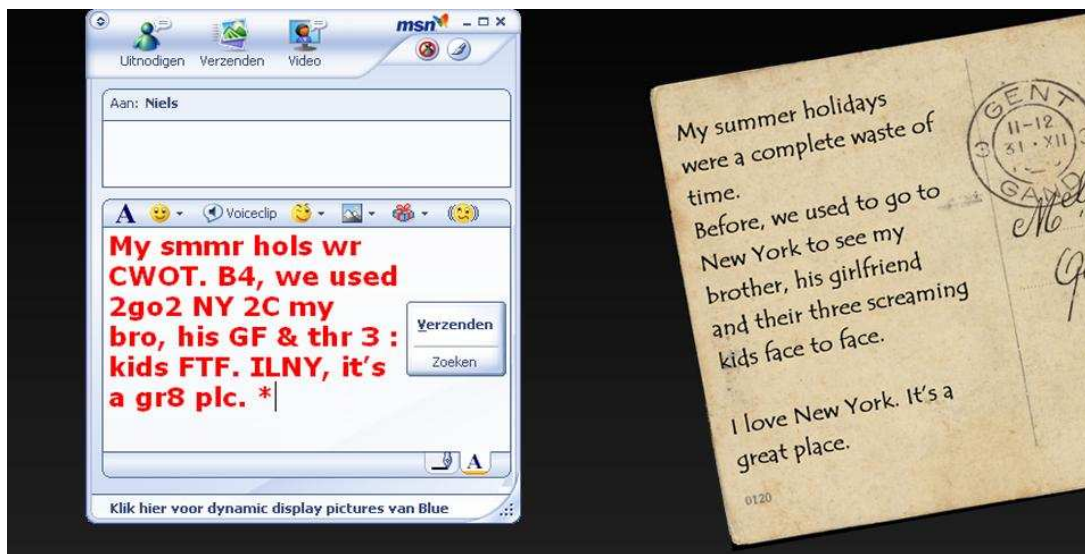 msn
Uitnodigen Verzenden Video
Aan: Niels
A Voiceclip
My smmr hols wr
CWOT. B4, we used
2go2 NY 2C my
bro, his GF & thr 3 :
kids FTF. ILNY, it's
a gr8 plc. *
Verzenden
Zoeken
A
Klik hier voor dynamic display pictures van Blue
My summer holidays
were a complete waste of
time.
Before, we used to go to
New York to see my
brother, his girlfriend
and their three screaming
kids face to face.
I love New York. It's a
great place.
0120
GENT
11-12
31 · XII
GAND